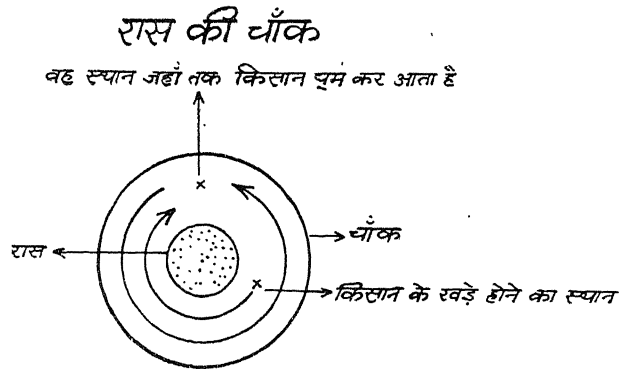 रास की चाँक
वह स्थान जहाँ तक किसान घूम कर आता है
चाँक
रास
किसान के खड़े होने का स्थान